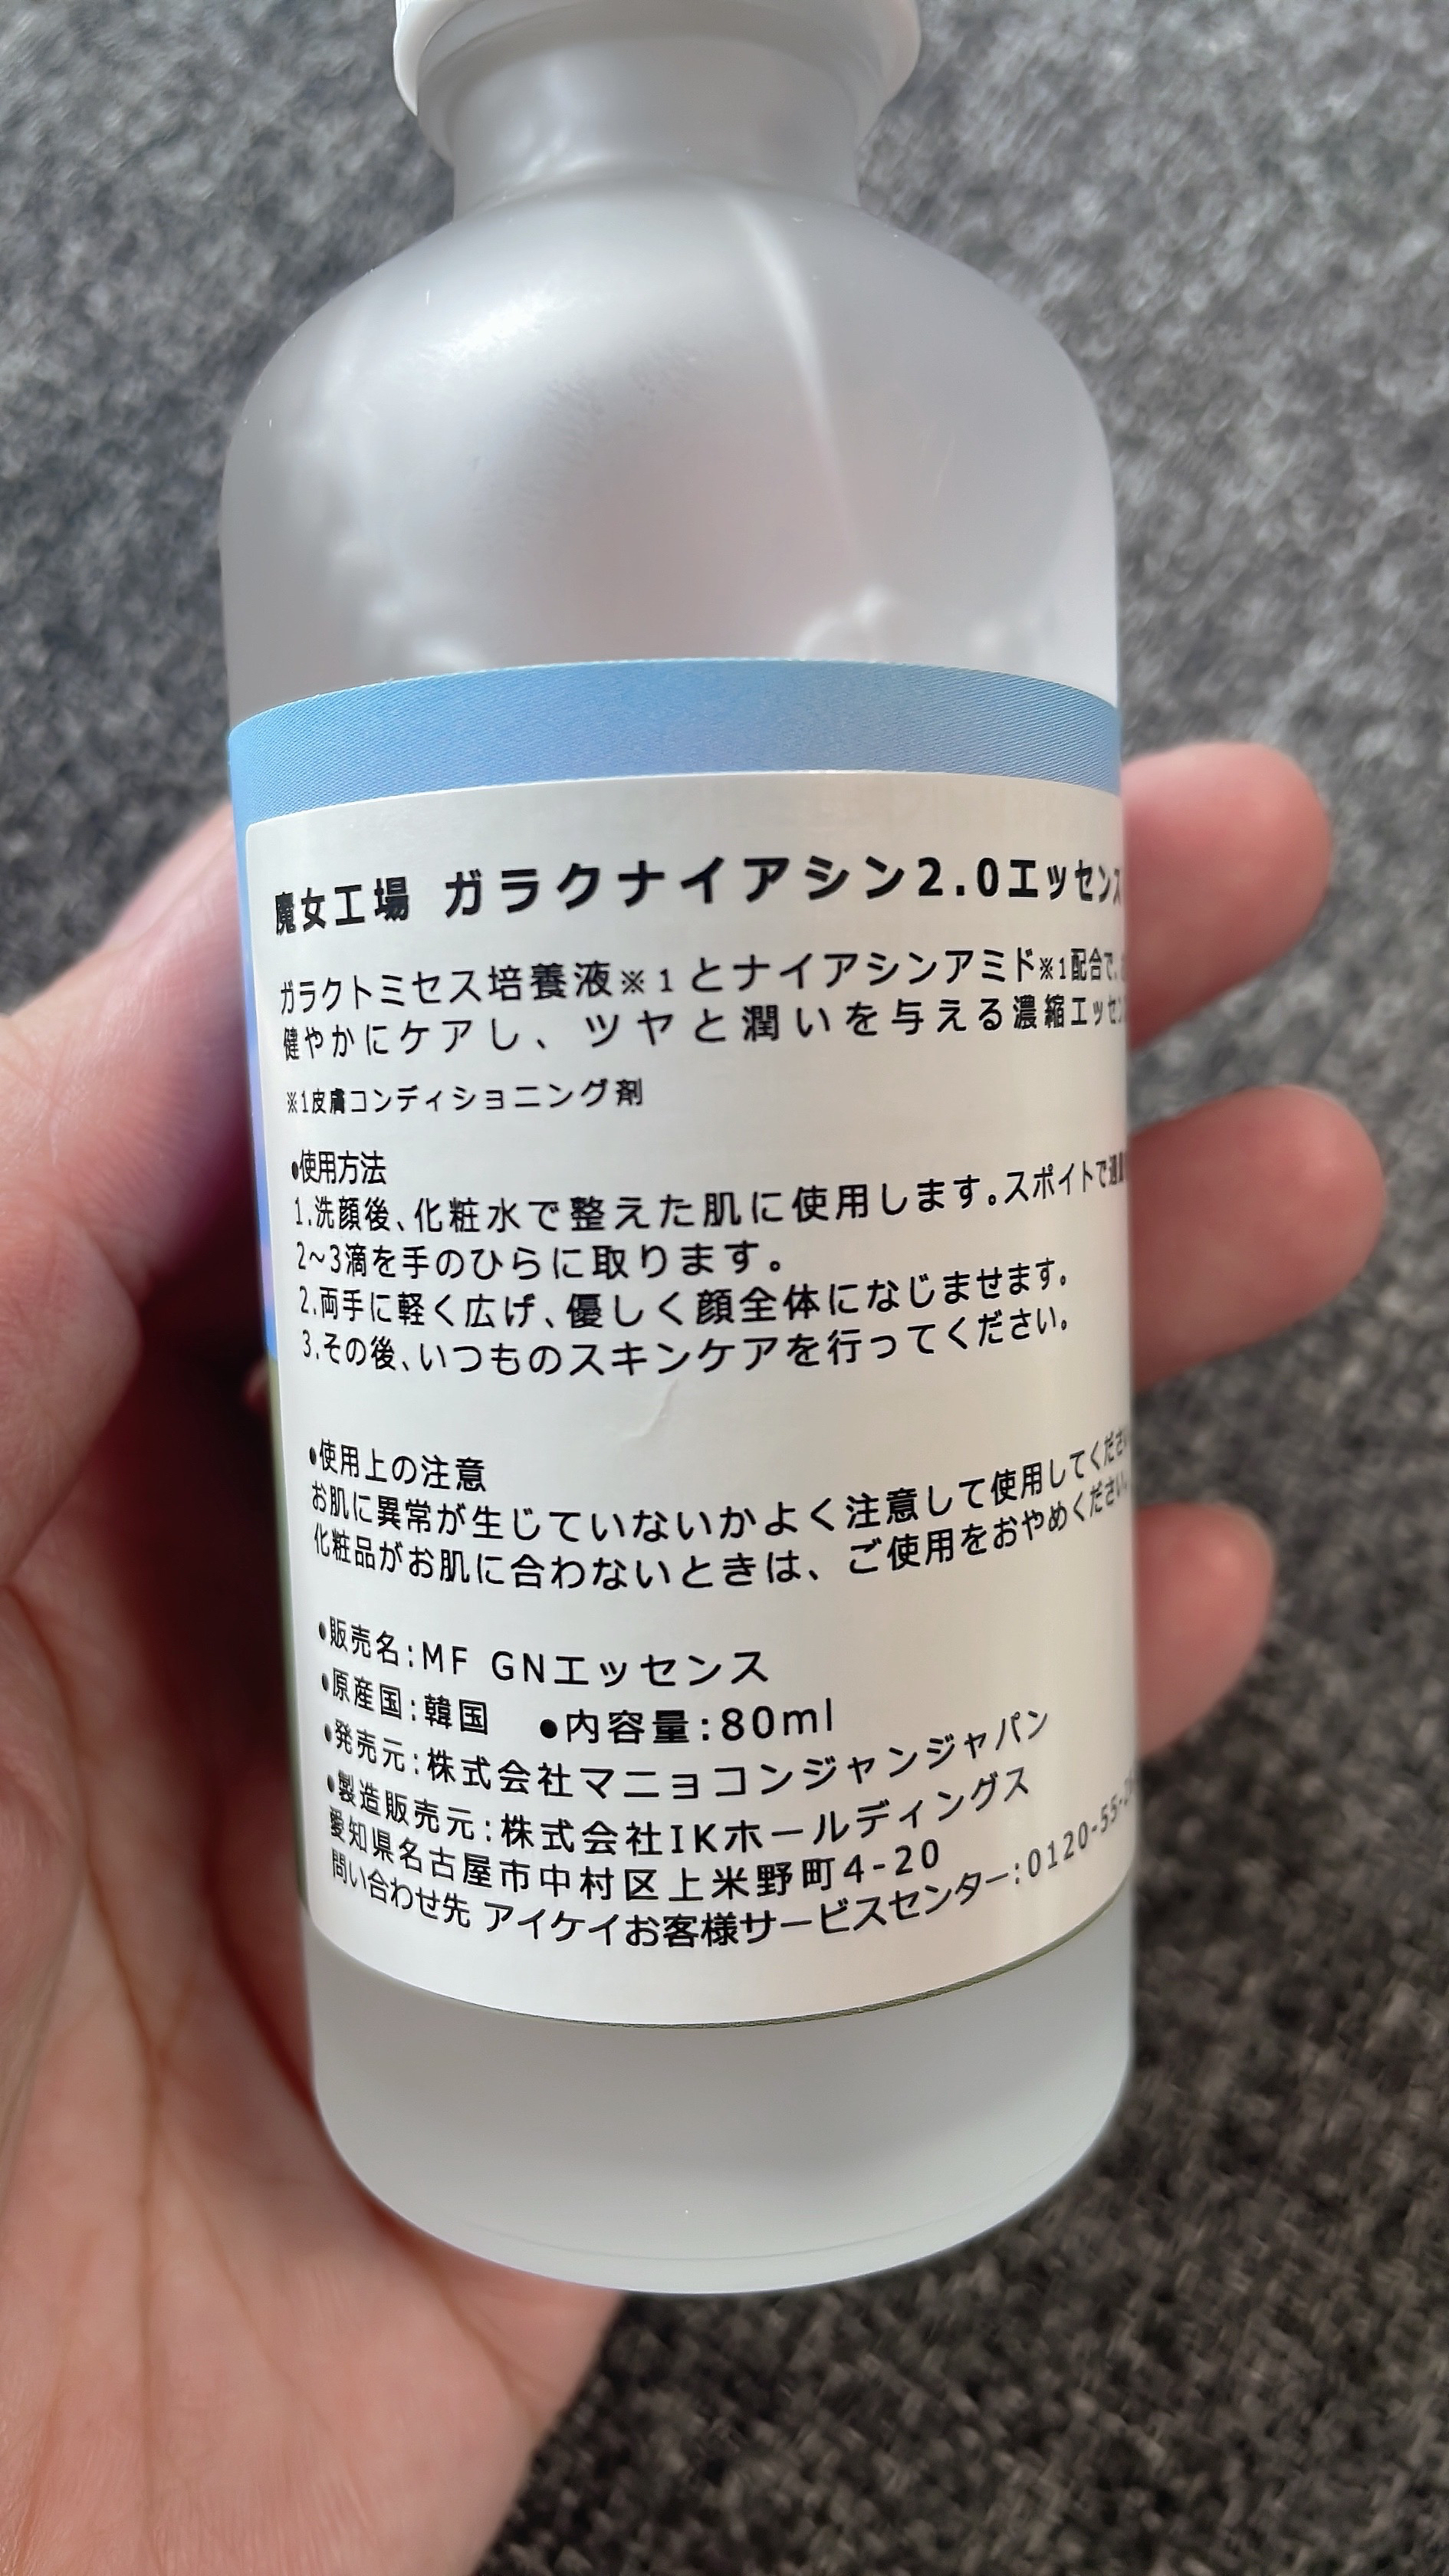 魔女工場 ガラクナイアシン2.0エッセンス
ガラクトミセス培養液※1とナイアシンアミド※1配合で、
健やかにケアし、ツヤと潤いを与える濃縮エッセン
※1皮膚コンディショニング剤
•使用方法
1.洗顔後、化粧水で整えた肌に使用します。スポイトで適
2~3滴を手のひらに取ります。
2.両手に軽く広げ、優しく顔全体になじませます。
3.その後、いつものスキンケアを行ってください。
•使用上の注意
お肌に異常が生じていないかよく注意して使用してくださ
化粧品がお肌に合わないときは、ご使用をおやめください。
•販売名:MF GNエッセンス
•原産国:韓国 •内容量:80ml
•発売元:株式会社マニョコンジャンジャパン
•製造販売元:株式会社IKホールディングス
愛知県名古屋市中村区上米野町4-20
問い合わせ先 アイケイお客様サービスセンター:0120-55-